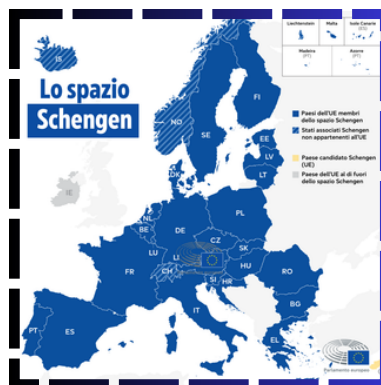 Lo spazio
Schengen
Liechtenstein
Malta
Isole Canarie
(ES)
Madeira
(PT)
Azorre
(PT)
Paesi dell'UE membri
dello spazio Schengen
Stati associati Schengen
non appartenenti all'UE
Paese candidato Schengen
(UE)
Paese dell'UE al di fuori
dello spazio Schengen
IS
NO
SE
FI
EE
LV
LT
DK
NL
BE
DE
PL
LU
CZ
SK
FR
LI
CH
HU
RO
SI
HR
IT
BG
PT
ES
EL
Parlamento europeo